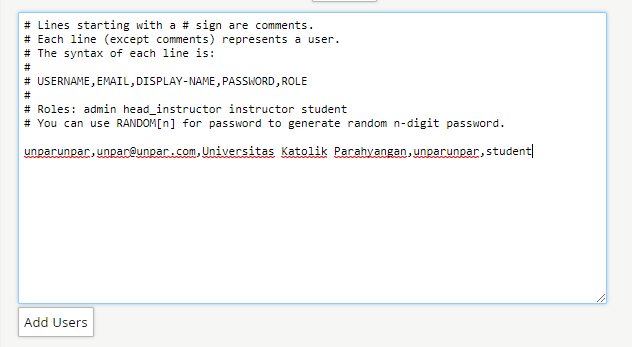 # Lines starting with a # sign are comments.
# Each line (except comments) represents a user.
# The syntax of each line is:
#
# USERNAME,EMAIL,DISPLAY-NAME,PASSWORD,ROLE
#
# Roles: admin head_instructor instructor student
# You can use RANDOM[n] for password to generate random n-digit password.
unparunpar,unpar@unpar.com,Universitas Katolik Parahyangan,unparunpar,student
Add Users